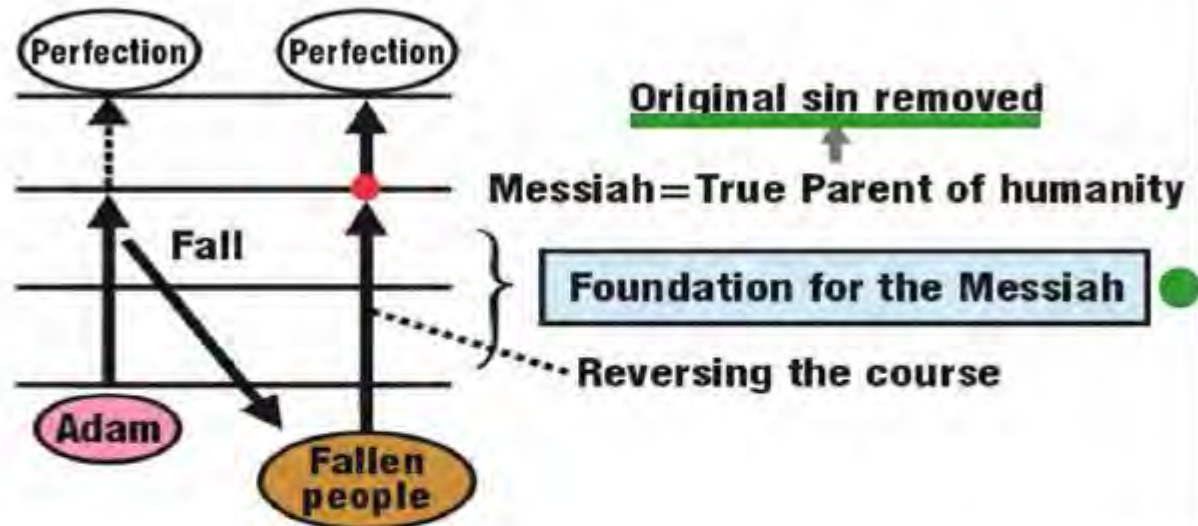 Perfection
Perfection
Original sin removed
Messiah=True Parent of humanity
Fall
Foundation for the Messiah
Reversing the course
Adam
Fallen
people